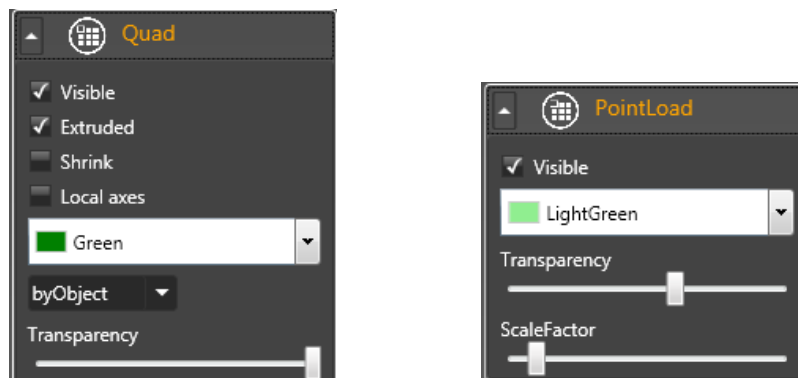 Quad
Visible
Extruded
Shrink
Local axes
Green
byObject
Transparency
PointLoad
Visible
LightGreen
Transparency
ScaleFactor